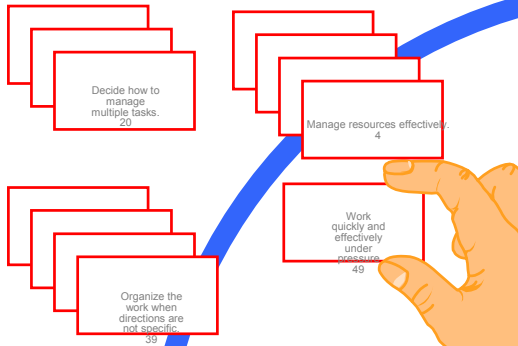 Decide how to
manage
multiple tasks.
20
Manage resources effectively.
4
Work
quickly and
effectively
under
pressure.
49
Organize the
work when
directions are
not specific.
39